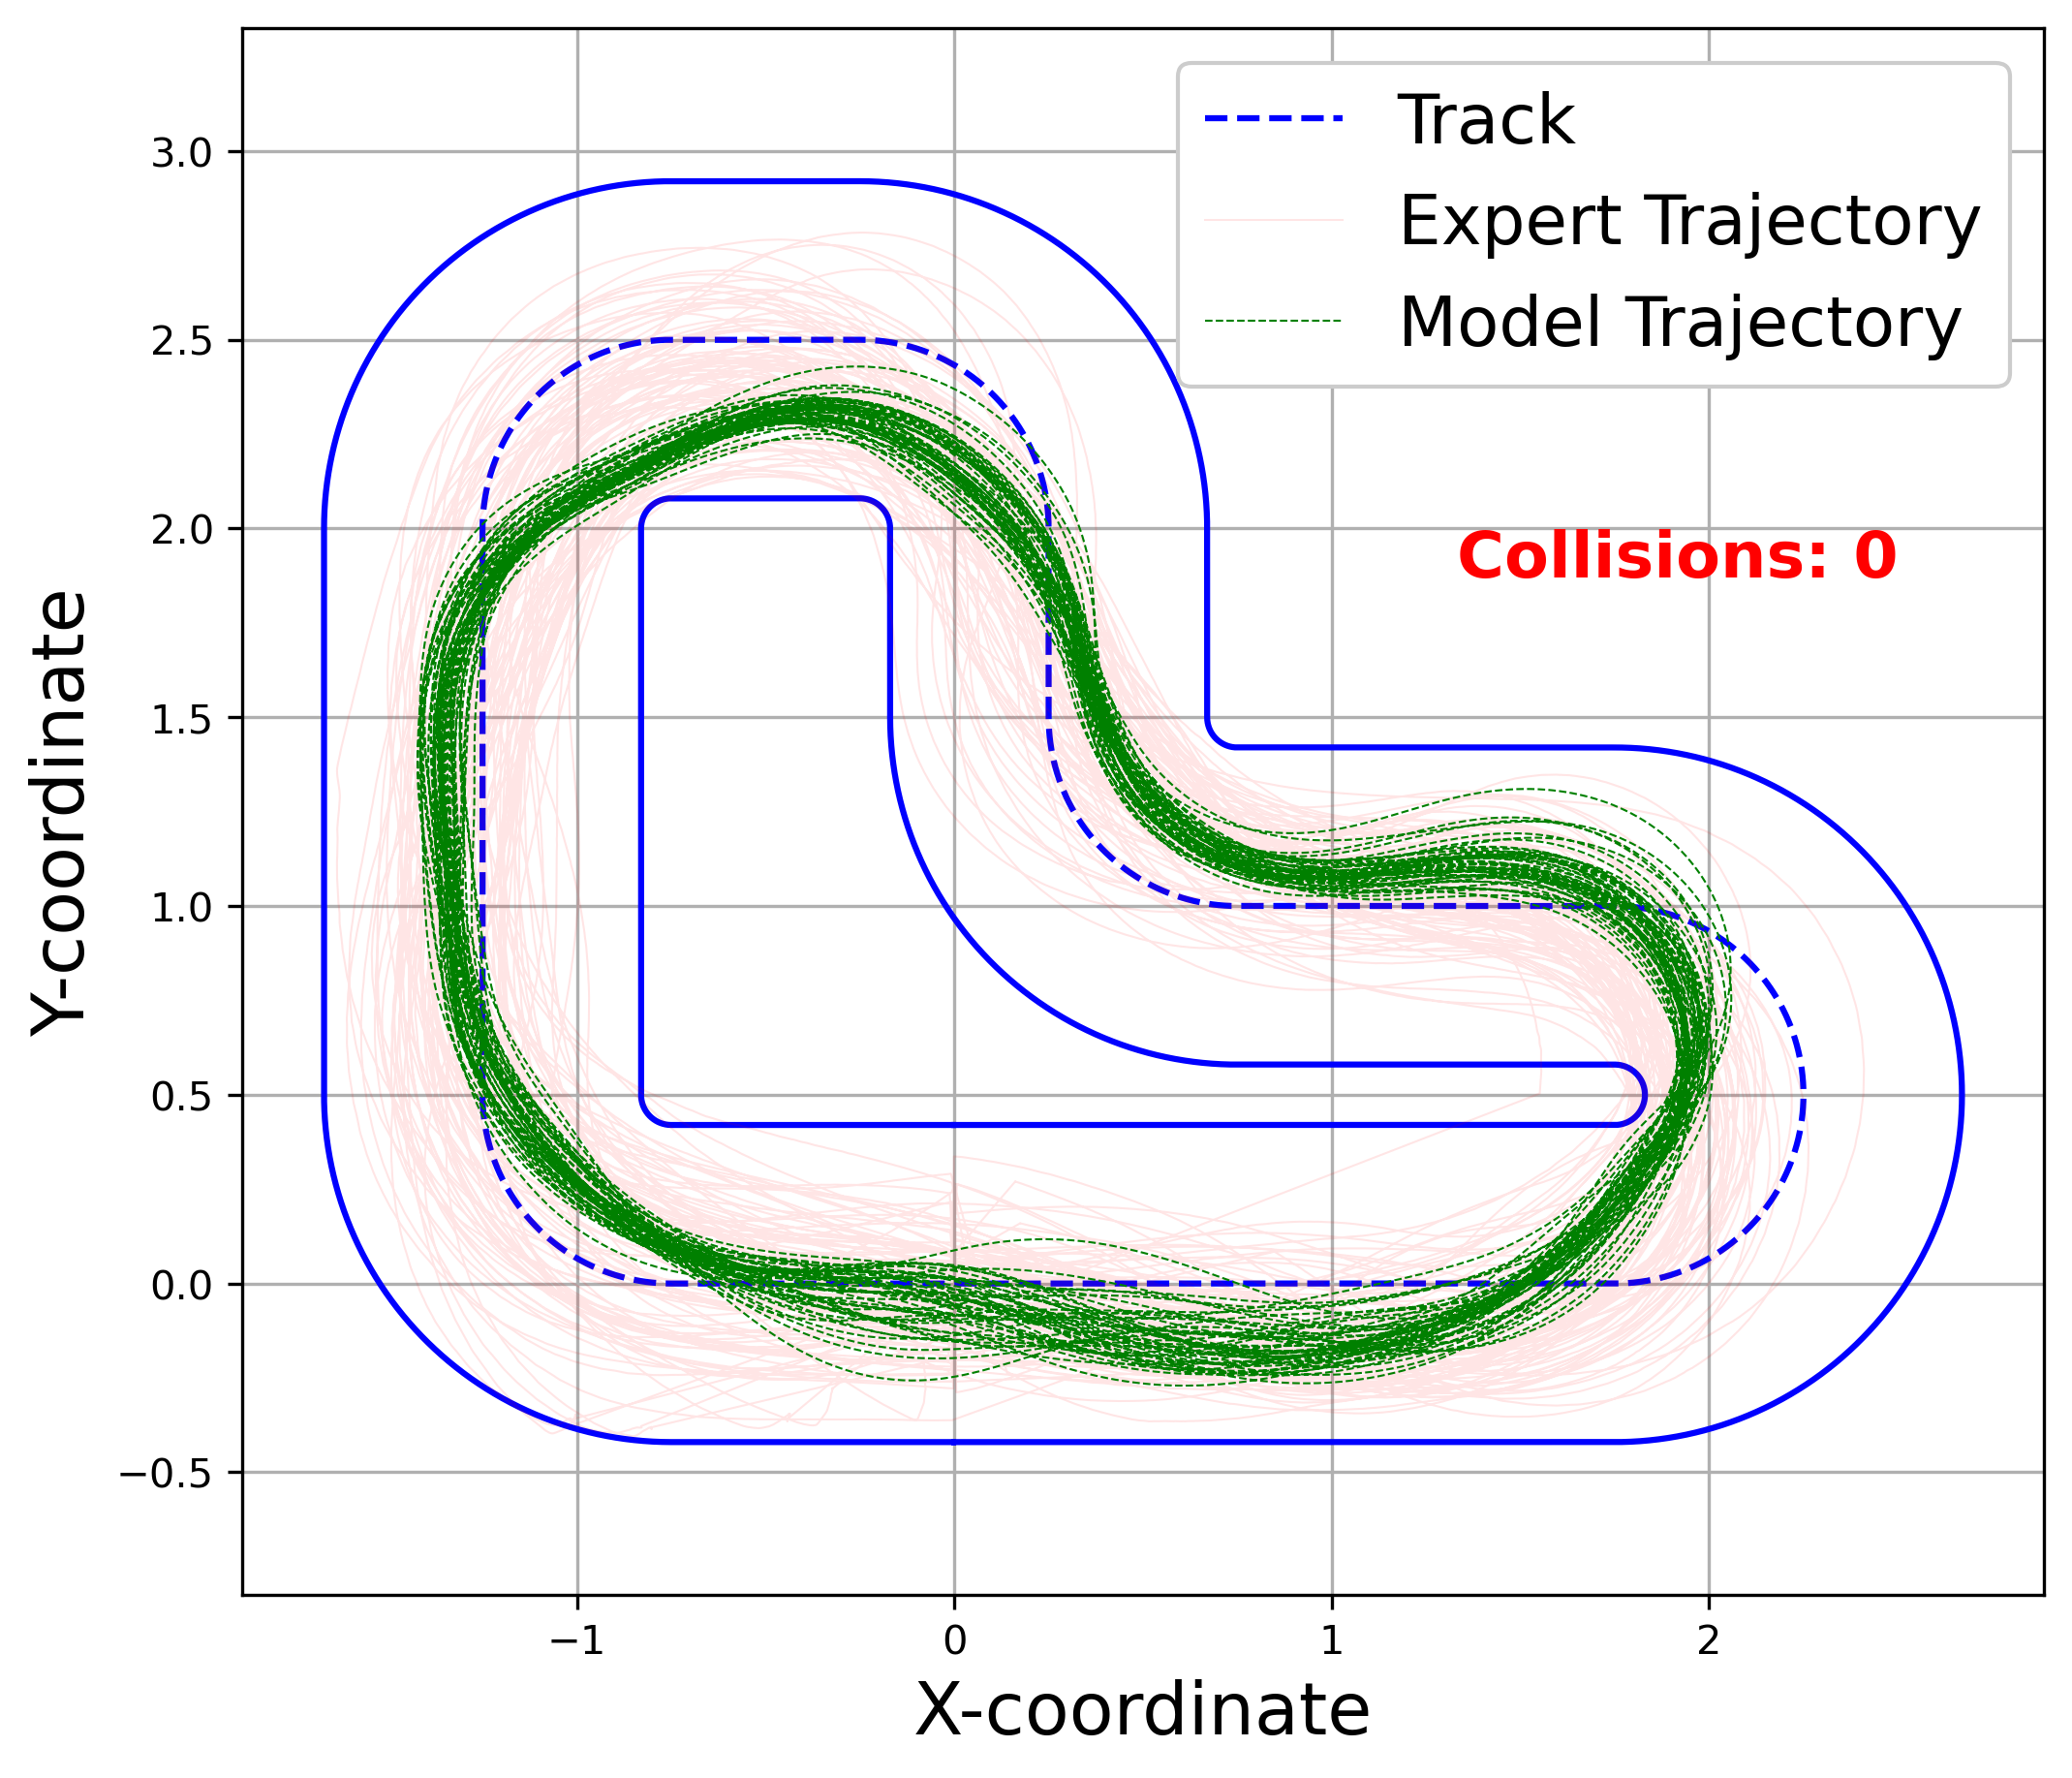 Track
Expert Trajectory
Model Trajectory
Collisions: 0
Y-coordinate
3.0
2.5
2.0
1.5
1.0
0.5
0.0
−0.5
−1
0
1
2
X-coordinate